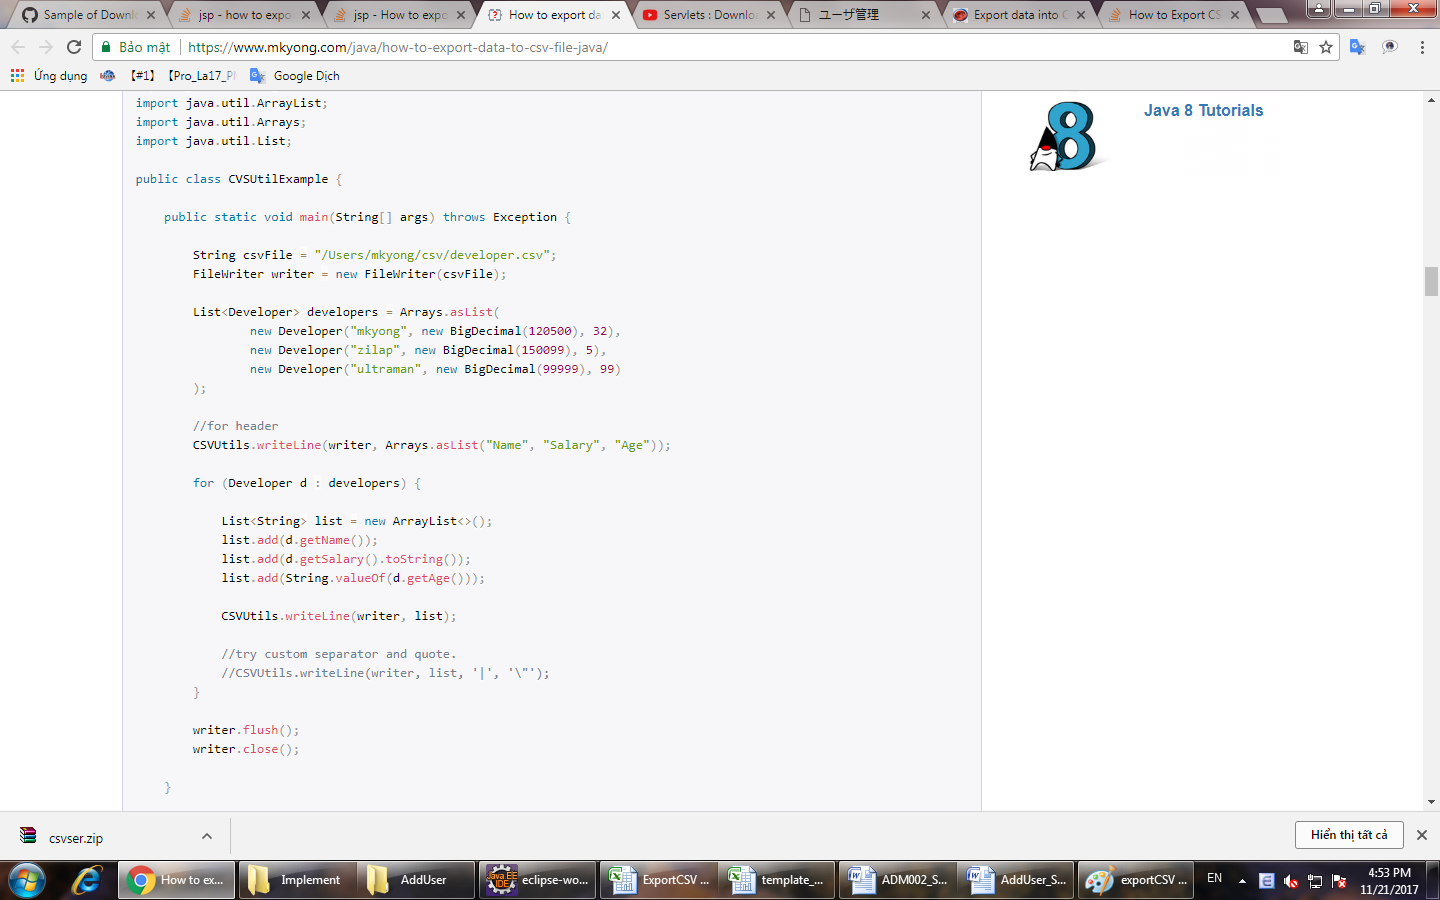 Sample of Downlo
jsp - how to expo
jsp - How to expo
How to export da
Servlets : Downlo
ユーザ管理
Export data into C
How to Export CS
Bảo mật
https://www.mkyong.com/java/how-to-export-data-to-csv-file-java/
Ứng dụng
【#1】【Pro_La17_P
Google Dịch
import java.util.ArrayList;
import java.util.Arrays;
import java.util.List;
public class CVSUtilExample {
public static void main(String[] args) throws Exception {
String csvFile = "/Users/mkyong/csv/developer.csv";
FileWriter writer = new FileWriter(csvFile);
List<Developer> developers = Arrays.asList(
new Developer("mkyong", new BigDecimal(120500), 32),
new Developer("zilap", new BigDecimal(150099), 5),
new Developer("ultraman", new BigDecimal(99999), 99)
);
//for header
CSVUtils.writeLine(writer, Arrays.asList("Name", "Salary", "Age"));
for (Developer d : developers) {
List<String> list = new ArrayList<>();
list.add(d.getName());
list.add(d.getSalary().toString());
list.add(String.valueOf(d.getAge()));
CSVUtils.writeLine(writer, list);
//try custom separator and quote.
//CSVUtils.writeLine(writer, list, '|', '\"');
}
writer.flush();
writer.close();
}
8
Java 8 Tutorials
csvser.zip
Hiển thị tất cả
How to ex...
Implement
AddUser
Java EE IDE
eclipse-wo...
ExportCSV ...
template_...
ADM002_S...
AddUser_S...
exportCSV ...
EN
4:53 PM
11/21/2017